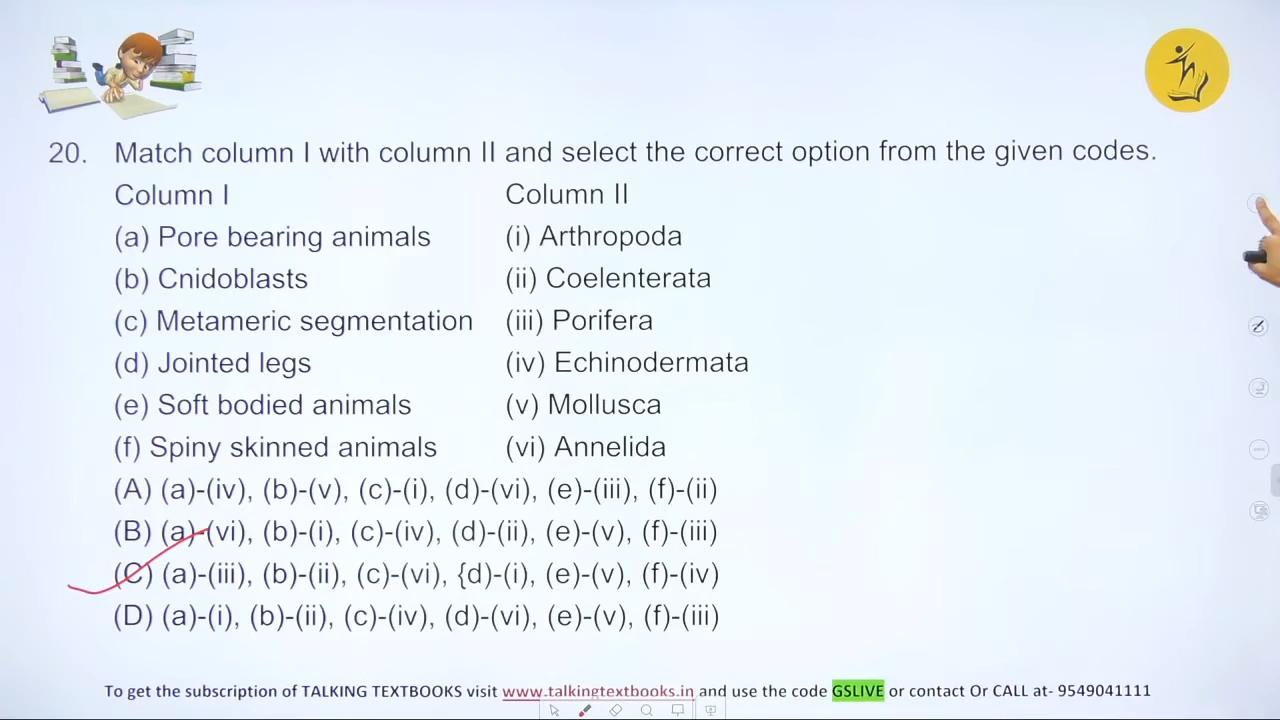 20. Match column I with column II and select the correct option from the given codes.
Column I Column II
(a) Pore bearing animals (i) Arthropoda
(b) Cnidoblasts (ii) Coelenterata
(c) Metameric segmentation (iii) Porifera
(d) Jointed legs (iv) Echinodermata
(e) Soft bodied animals (v) Mollusca
(f) Spiny skinned animals (vi) Annelida
(A) (a)-(iv), (b)-(v), (c)-(i), (d)-(vi), (e)-(iii), (f)-(ii)
(B) (a)-(vi), (b)-(i), (c)-(iv), (d)-(ii), (e)-(v), (f)-(iii)
(C) (a)-(iii), (b)-(ii), (c)-(vi), {d)-(i), (e)-(v), (f)-(iv)
(D) (a)-(i), (b)-(ii), (c)-(iv), (d)-(vi), (e)-(v), (f)-(iii)
To get the subscription of TALKING TEXTBOOKS visit www.talkingtextbooks.in and use the code GSLIVE or contact Or CALL at- 9549041111